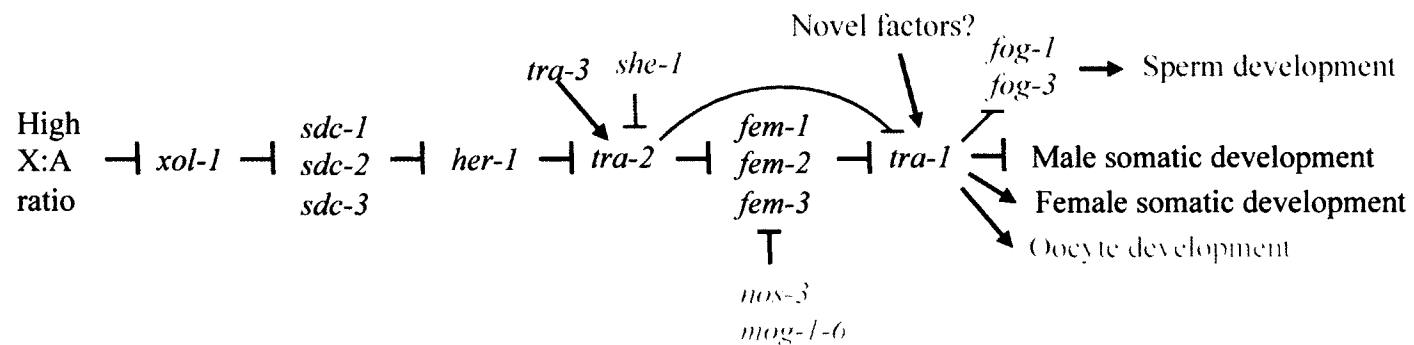 Novel factors?
fog-1
fog-3
Sperm development
tra-3
she-1
High
X:A
ratio
xol-1
sdc-1
sdc-2
sdc-3
her-1
tra-2
fem-1
fem-2
fem-3
tra-1
Male somatic development
Female somatic development
Oocyte development
nos-3
mog-1-6